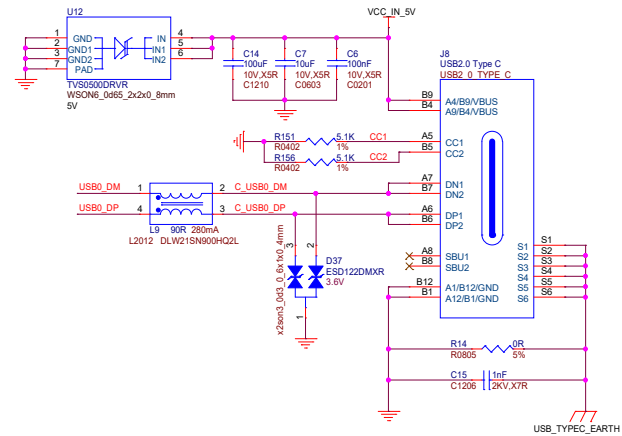 U12
VCC_IN_5V
1 GND IN 4
2 GND1 IN1 5
3 GND2 IN2 6
7 PAD
TVS0500DRVR
WSON6_0d65_2x2x0_8mm
5V
C14
100uF
10V,X5R
C1210
C7
10uF
10V,X5R
C0603
C6
100nF
10V,X5R
C0201
J8
USB2.0 Type C
USB2_0_TYPE_C
B9 A4/B9/VBUS
B4 A9/B4/VBUS
R151 5.1K CC1 A5 CC1
R0402 1%
R156 5.1K CC2 B5 CC2
R0402 1%
A7 DN1
USB0_DM 1 2 C_USB0_DM B7 DN2
USB0_DP 4 3 C_USB0_DP A6 DP1
B6 DP2
L9 90R 280mA
L2012 DLW21SN900HQ2L
3 2
D37
ESD122DMXR
3.6V
x2son3_0d3_0_6x1x0_4mm
1
A8 SBU1
B8 SBU2
B12 A1/B12/GND
B1 A12/B1/GND
S1 S1
S2 S2
S3 S3
S4 S4
S5 S5
S6 S6
R14 0R
R0805 5%
C15 1nF
C1206 2KV,X7R
USB_TYPEC_EARTH